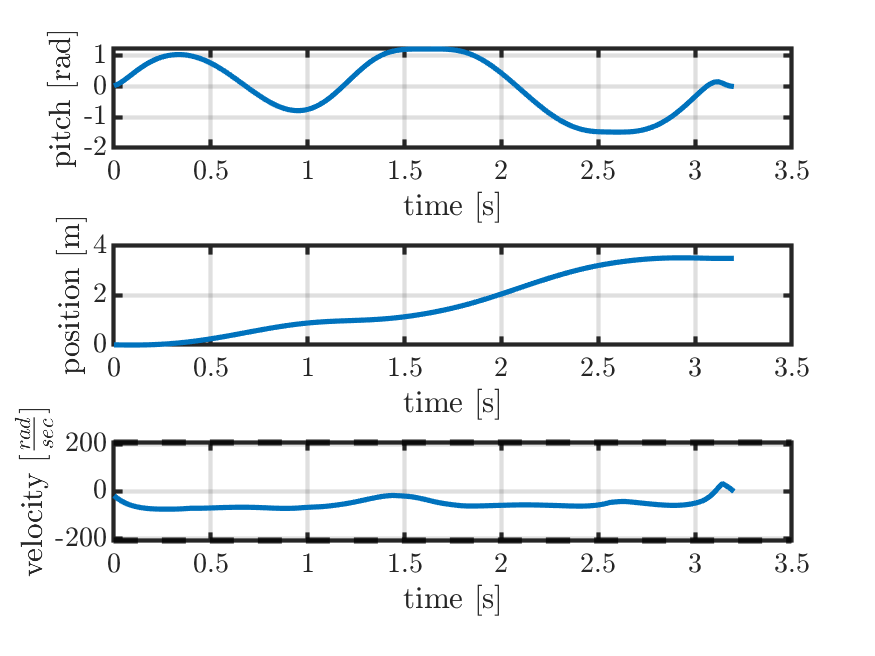 pitch [rad]
1
0
-1
-2
0 0.5 1 1.5 2 2.5 3 3.5
time [s]
position [m]
4
2
0
0 0.5 1 1.5 2 2.5 3 3.5
time [s]
velocity [rad/sec]
200
0
-200
0 0.5 1 1.5 2 2.5 3 3.5
time [s]